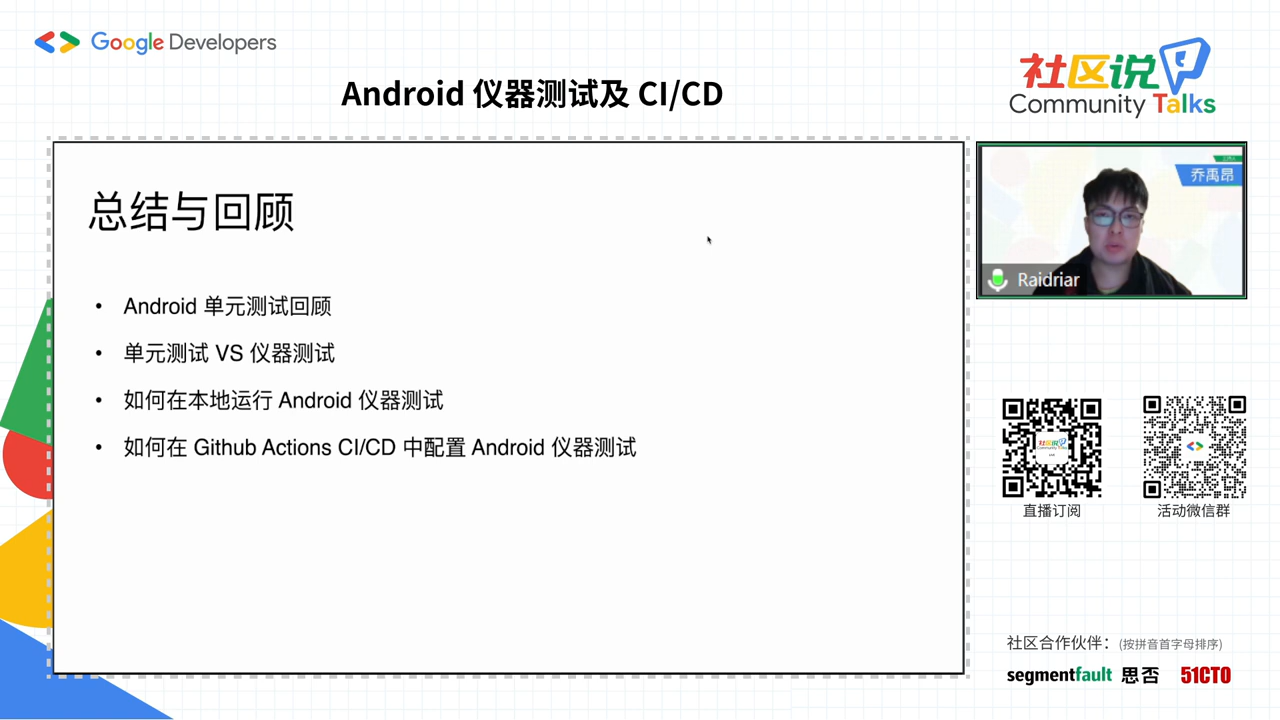 Google Developers
Android 仪器测试及 CI/CD
社区说
Community Talks
总结与回顾
• Android 单元测试回顾
• 单元测试 VS 仪器测试
• 如何在本地运行 Android 仪器测试
• 如何在 Github Actions CI/CD 中配置 Android 仪器测试
乔禹昂
Raidriar
直播订阅
活动微信群
社区合作伙伴：(按拼音首字母排序)
segmentfault 思否
51CTO